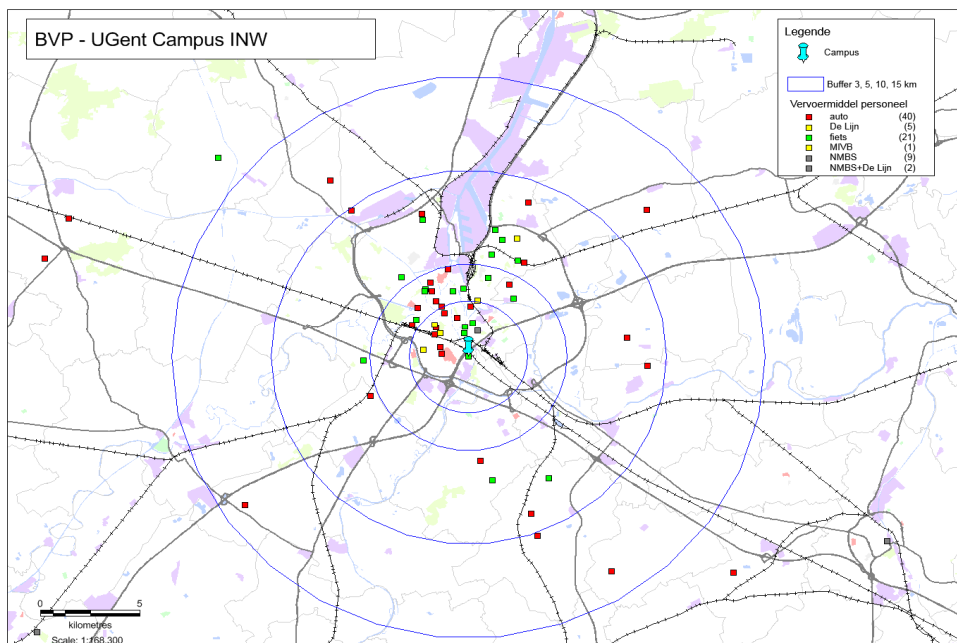 BVP - UGent Campus INW
Legende
Campus
Buffer 3, 5, 10, 15 km
Vervoermiddel personeel
auto (40)
De Lijn (5)
fiets (21)
MIVB (1)
NMBS (9)
NMBS+De Lijn (2)
0 5
kilometres
Scale: 1:168.300